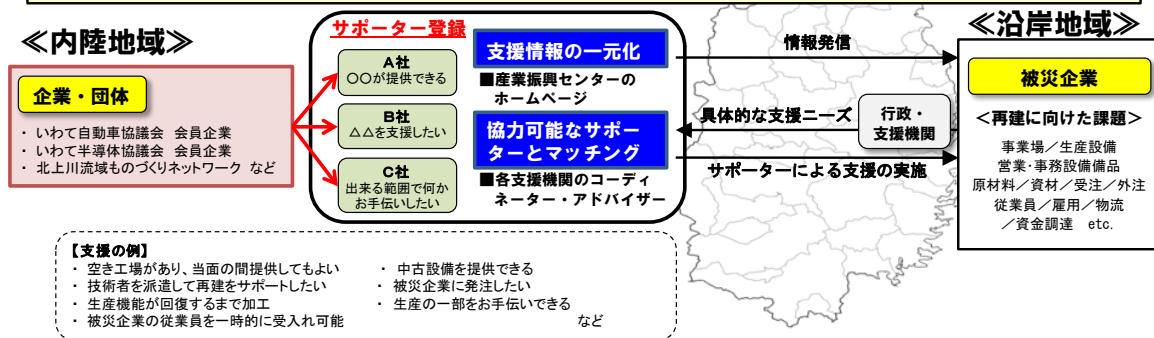 ≪内陸地域≫
企業・団体
・ いわて自動車協議会 会員企業
・ いわて半導体協議会 会員企業
・ 北上川流域ものづくりネットワーク など
サポーター登録
A社
○○が提供できる
B社
△△を支援したい
C社
出来る範囲で何か
お手伝いしたい
支援情報の一元化
■産業振興センターの
ホームページ
協力可能なサポー
ターとマッチング
■各支援機関のコーディ
ネーター・アドバイザー
情報発信
具体的な支援ニーズ
行政・
支援機関
サポーターによる支援の実施
≪沿岸地域≫
被災企業
＜再建に向けた課題＞
事業場／生産設備
営業・事務設備備品
原材料／資材／受注／外注
従業員／雇用／物流
／資金調達 etc.
【支援の例】
・ 空き工場があり、当面の間提供してもよい
・ 技術者を派遣して再建をサポートしたい
・ 生産機能が回復するまで加工
・ 被災企業の従業員を一時的に受入れ可能
・ 中古設備を提供できる
・ 被災企業に発注したい
・ 生産の一部をお手伝いできる
など